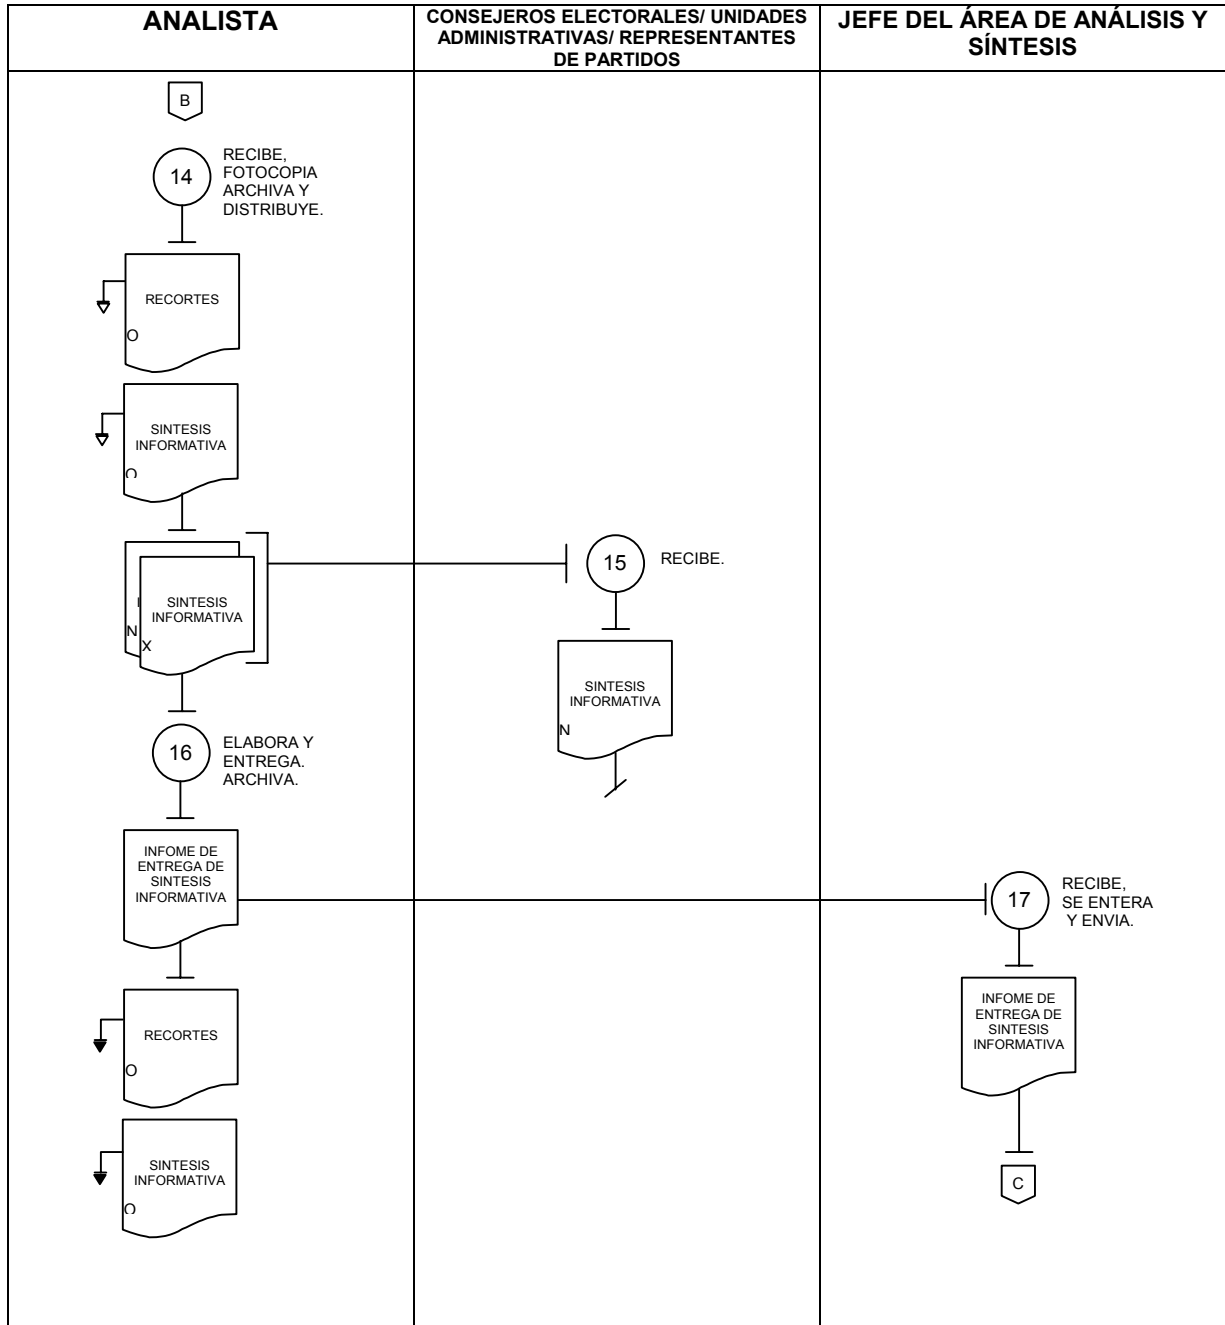 ANALISTA
CONSEJEROS ELECTORALES/ UNIDADES
ADMINISTRATIVAS/ REPRESENTANTES
DE PARTIDOS
JEFE DEL ÁREA DE ANÁLISIS Y
SÍNTESIS
B
14
RECIBE,
FOTOCOPIA
ARCHIVA Y
DISTRIBUYE.
RECORTES
O
SINTESIS
INFORMATIVA
O
SINTESIS
INFORMATIVA
N
X
15
RECIBE.
SINTESIS
INFORMATIVA
N
16
ELABORA Y
ENTREGA.
ARCHIVA.
INFOME DE
ENTREGA DE
SINTESIS
INFORMATIVA
17
RECIBE,
SE ENTERA
Y ENVIA.
INFOME DE
ENTREGA DE
SINTESIS
INFORMATIVA
RECORTES
O
SINTESIS
INFORMATIVA
O
C